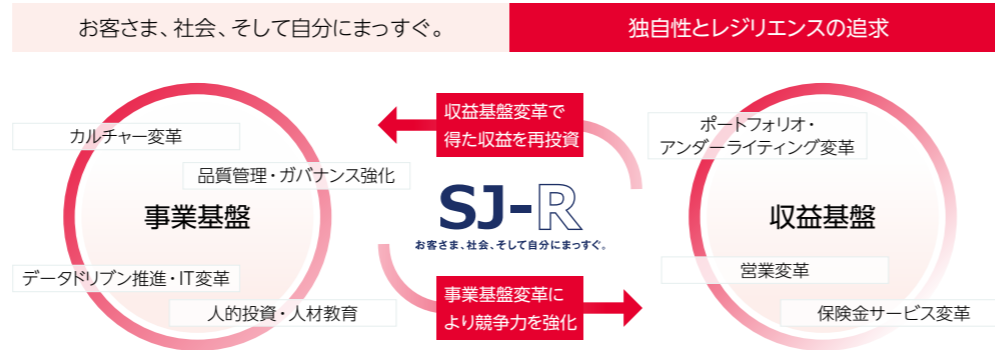 お客さま、社会、そして自分にまっすぐ。
独自性とレジリエンスの追求
カルチャー変革
品質管理・ガバナンス強化
事業基盤
データドリブン推進・IT変革
人的投資・人材教育
収益基盤変革で
得た収益を再投資
SJ-R
お客さま、社会、そして自分にまっすぐ。
事業基盤変革に
より競争力を強化
ポートフォリオ・
アンダーライティング変革
収益基盤
営業変革
保険金サービス変革